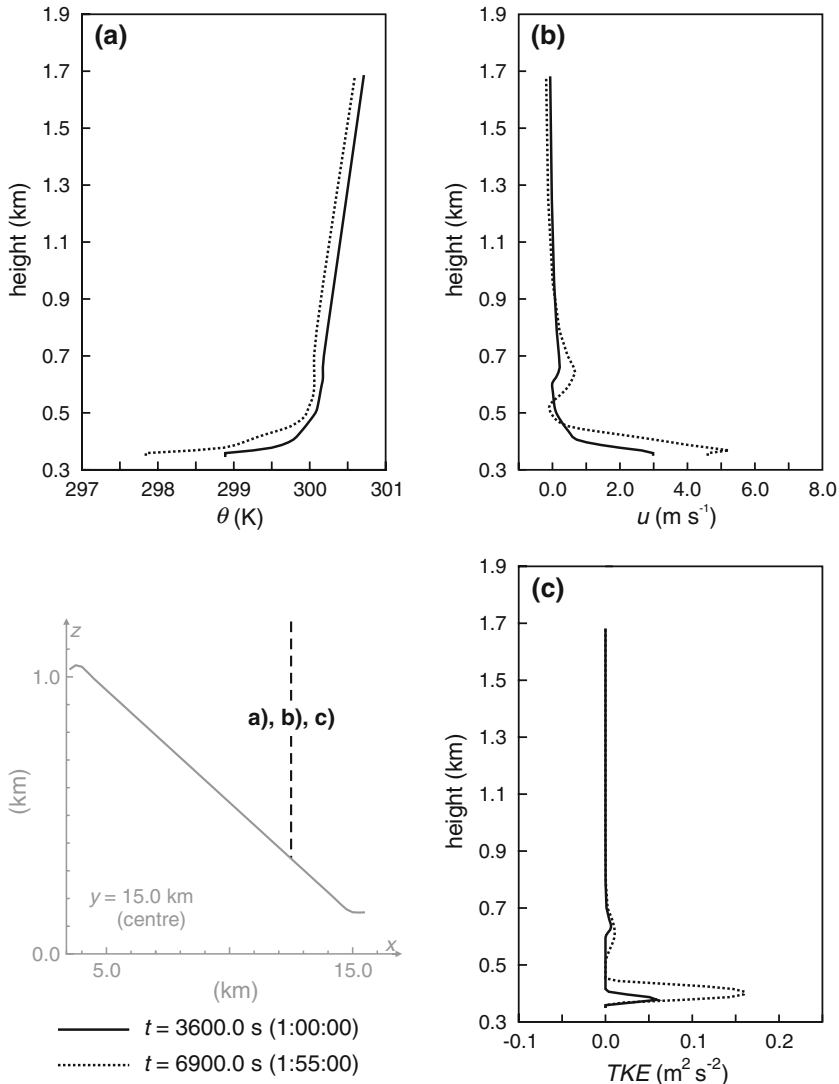 (a)
1.9
1.7
1.5
1.3
1.1
0.9
0.7
0.5
0.3
height (km)
297 298 299 300 301
θ (K)
(b)
1.9
1.7
1.5
1.3
1.1
0.9
0.7
0.5
0.3
height (km)
0.0 2.0 4.0 6.0 8.0
u (m s⁻¹)
z
1.0
0.0
(km)
a), b), c)
y = 15.0 km
(centre)
x
5.0 15.0
(km)
t = 3600.0 s (1:00:00)
t = 6900.0 s (1:55:00)
(c)
1.9
1.7
1.5
1.3
1.1
0.9
0.7
0.5
0.3
height (km)
-0.1 0.0 0.1 0.2
TKE (m² s⁻²)